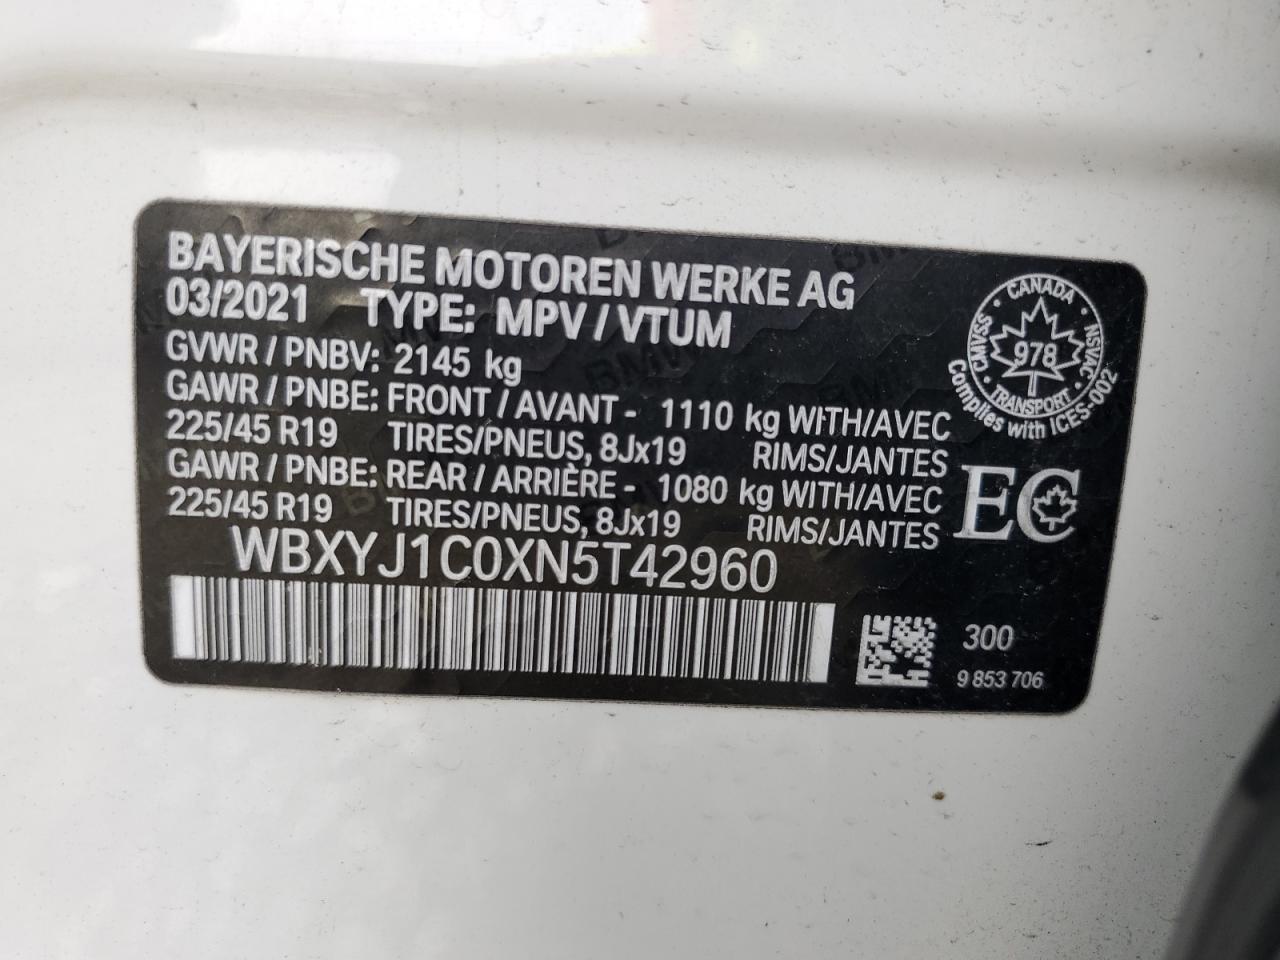 BAYERISCHE MOTOREN WERKE AG
03/2021 TYPE: MPV / VTUM
GVWR / PNBV: 2145 kg
GAWR / PNBE: FRONT / AVANT - 1110 kg WITH/AVEC
225/45 R19 TIRES/PNEUS, 8Jx19 RIMS/JANTES
GAWR / PNBE: REAR / ARRIÈRE - 1080 kg WITH/AVEC
225/45 R19 TIRES/PNEUS, 8Jx19 RIMS/JANTES
WBXYJ1C0XN5T42960
CANADA
CMVSS
978
NSVAC
TRANSPORT
Complies with ICES-002
EC
300
9 853 706